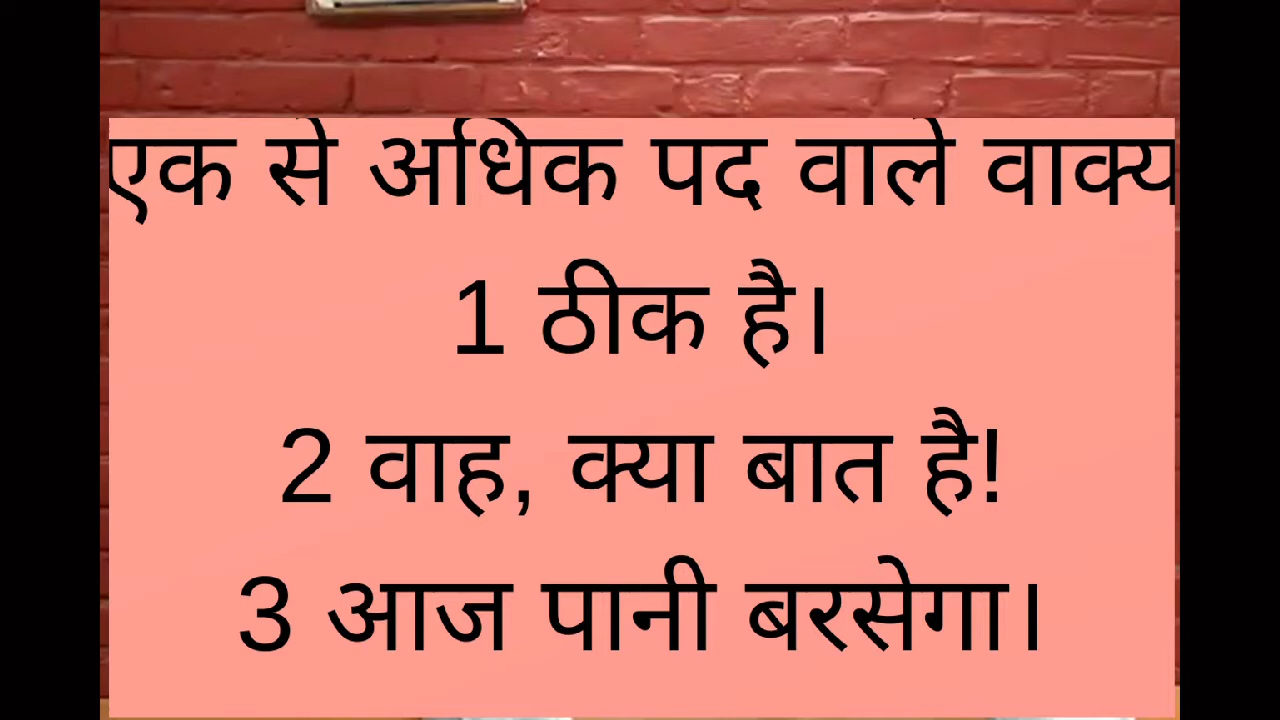 एक से अधिक पद वाले वाक्य
1 ठीक है।
2 वाह, क्या बात है!
3 आज पानी बरसेगा।